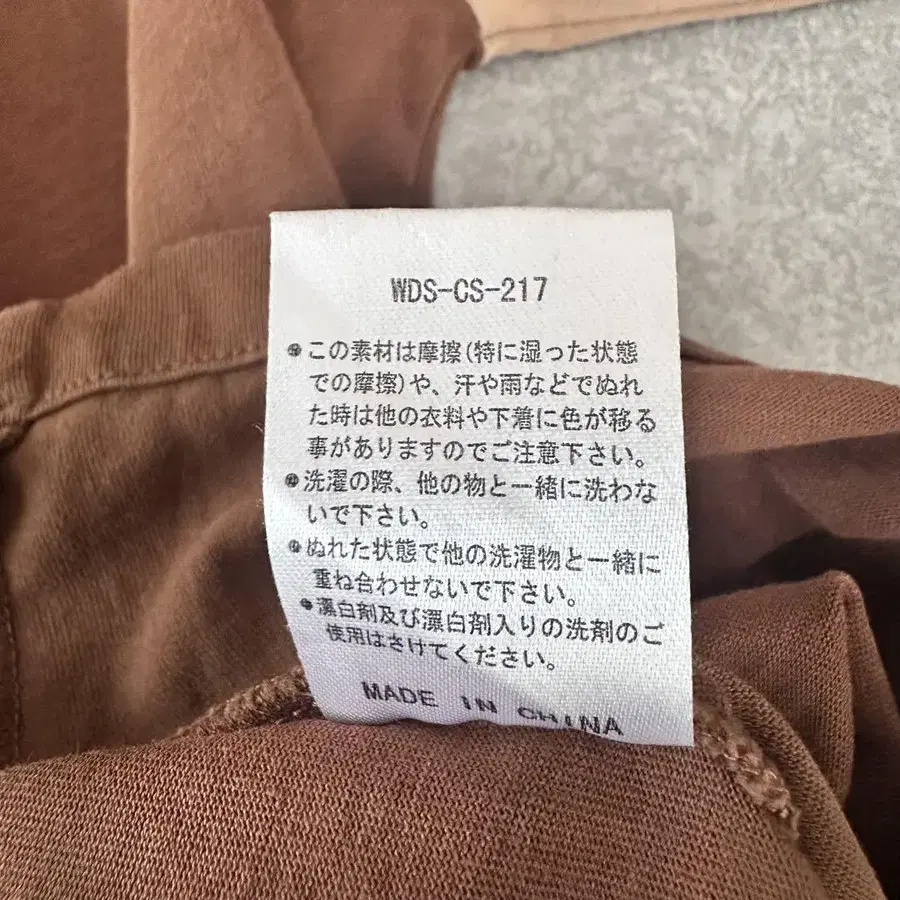 WDS-CS-217
●この素材は摩擦(特に湿った状態
での摩擦)や、汗や雨などでぬれ
た時は他の衣料や下着に色が移る
事がありますのでご注意下さい。
●洗濯の際、他の物と一緒に洗わな
いで下さい。
●ぬれた状態で他の洗濯物と一緒に
重ね合わせないで下さい。
●漂白剤及び漂白剤入りの洗剤のご
使用はさけてください。
MADE IN CHINA